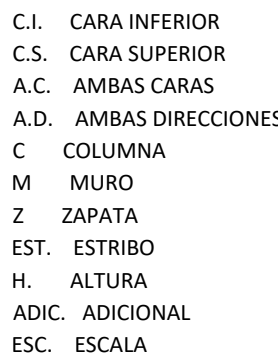 C.I. CARA INFERIOR
C.S. CARA SUPERIOR
A.C. AMBAS CARAS
A.D. AMBAS DIRECCIONES
C COLUMNA
M MURO
Z ZAPATA
EST. ESTRIBO
H. ALTURA
ADIC. ADICIONAL
ESC. ESCALA